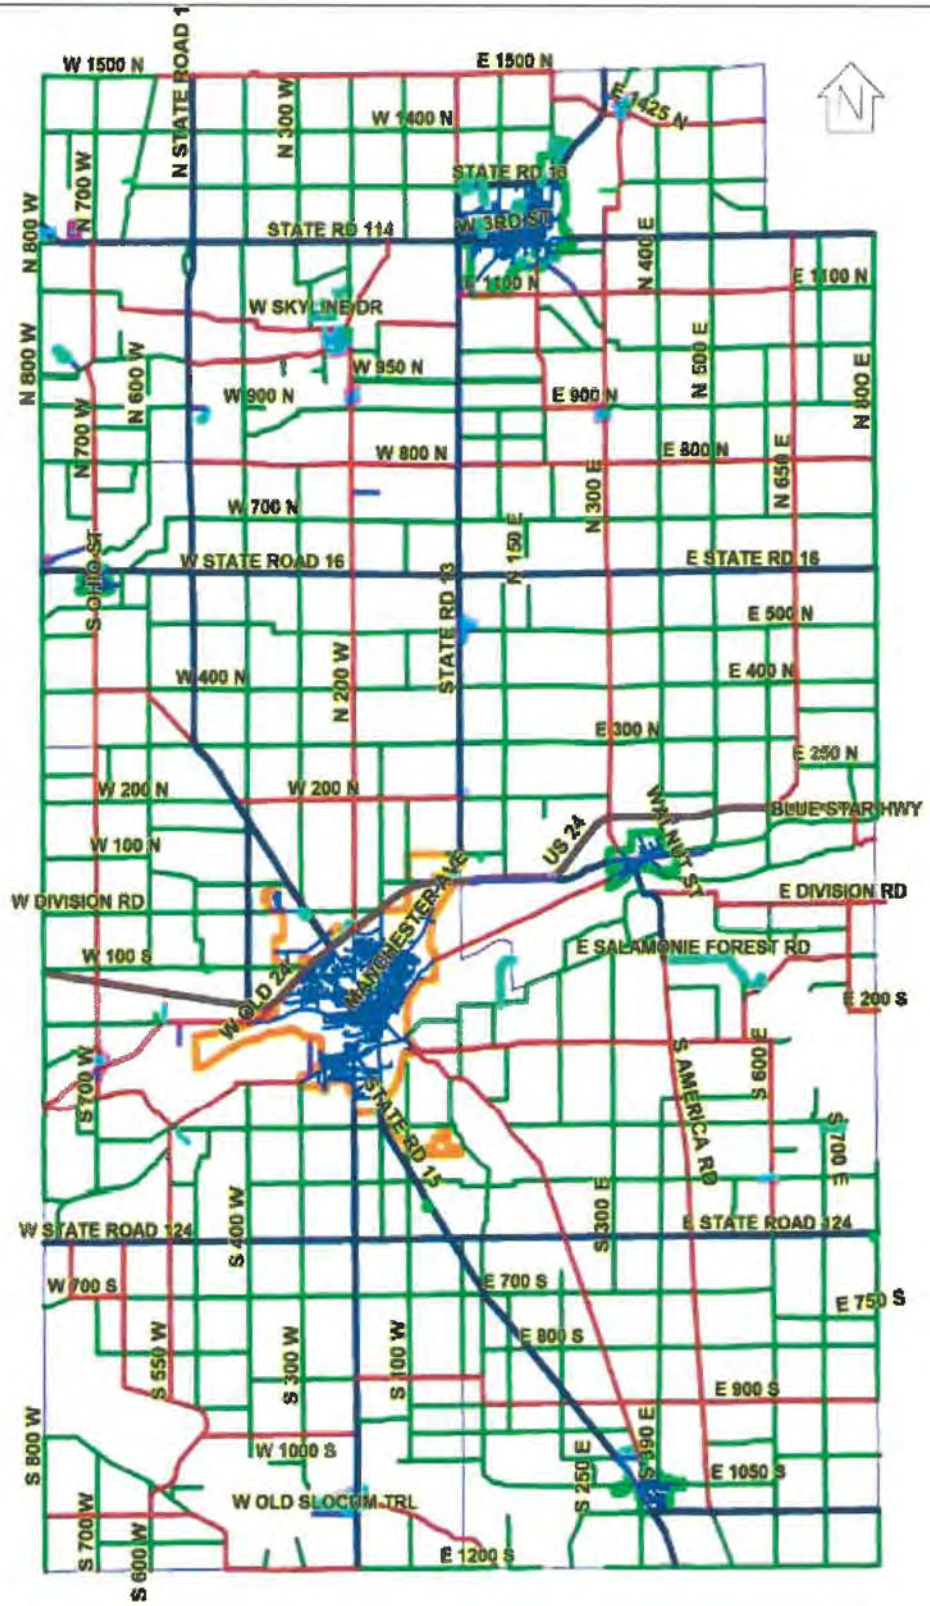 W 1500 N
E 1500 N
N STATE ROAD 1
N 300 W
W 1400 N
E 1425 N
N
N 700 W
STATE RD 13
W 3RD ST
N 800 W
STATE RD 114
N 400 E
E 1100 N
E 1100 N
W SKYLINE DR
N 800 W
N 600 W
N 500 E
N 800 E
W 950 N
W 900 N
E 900 N
N 700 W
W 800 N
E 800 N
N 650 E
N 300 E
W 700 N
N 150 E
S OHIO ST
W STATE ROAD 16
E STATE RD 16
STATE RD 13
E 500 N
W 400 N
N 200 W
E 400 N
E 300 N
E 250 N
W 200 N
W 200 N
BLUE STAR HWY
WALNUT ST
US 24
W 100 N
MANCHESTER AVE
W DIVISION RD
E DIVISION RD
W 100 S
E SALAMONIE FOREST RD
W OLD 24
E 200 S
S 700 W
S AMERICA RD
S 600 E
STATE RD 15
S 700 E
S 400 W
S 300 E
W STATE ROAD 124
E STATE ROAD 124
W 700 S
E 700 S
E 750 S
E 800 S
S 550 W
S 300 W
S 100 W
E 900 S
S 800 W
W 1000 S
S 250 E
S 390 E
E 1050 S
W OLD SLOCUM TRL
S 700 W
S 600 W
E 1200 S